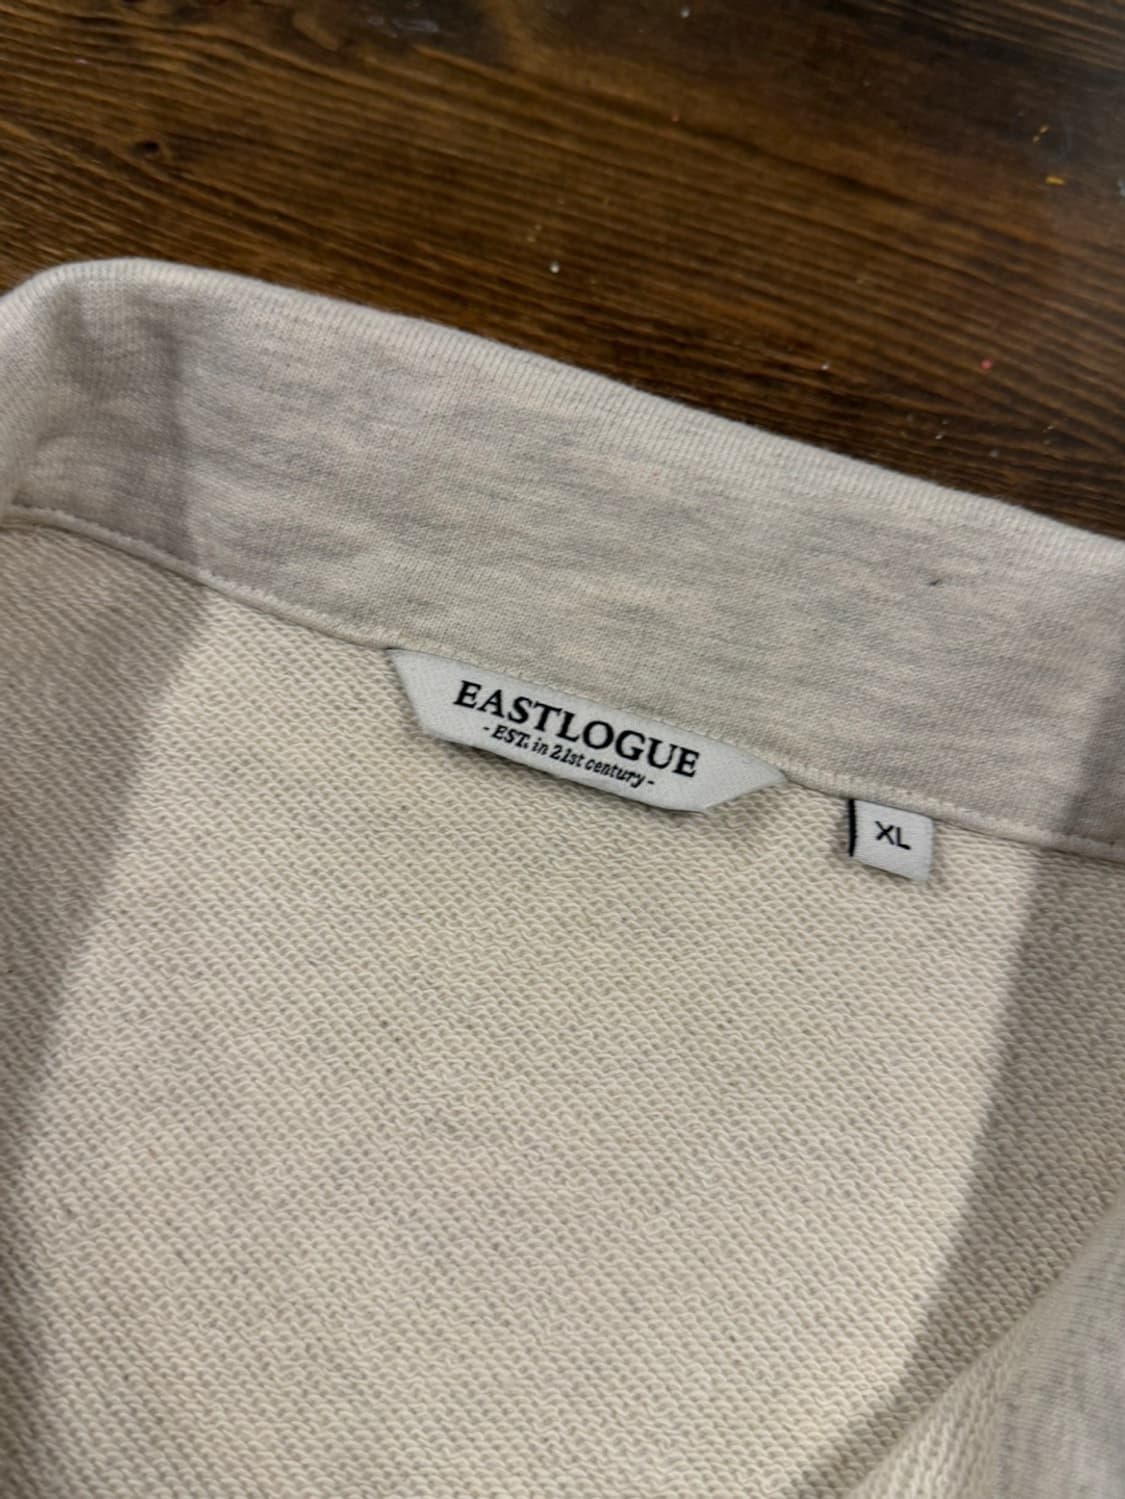 EASTLOGUE
- EST. in 21st century -
XL